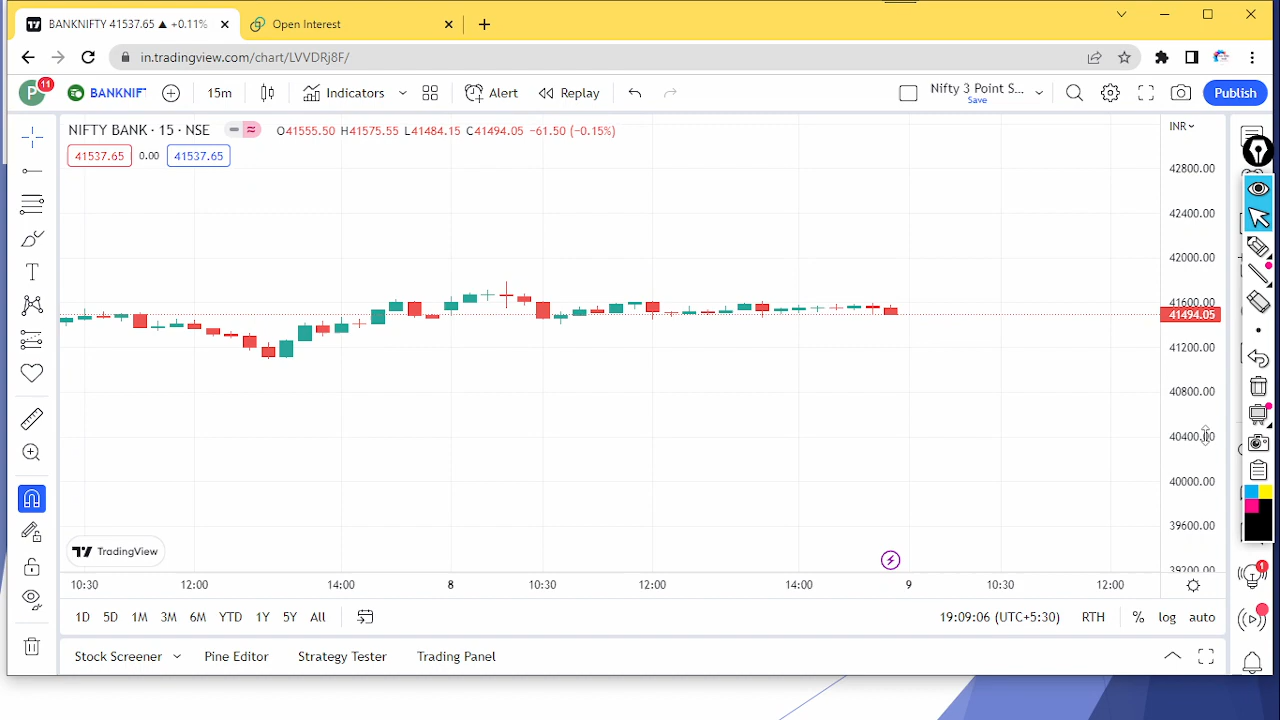 BANKNIFTY 41537.65 ▲ +0.11%
Open Interest
in.tradingview.com/chart/LVVDRj8F/
P
11
BANKNIF
15m
Indicators
Alert
Replay
Nifty 3 Point S...
Save
Publish
NIFTY BANK · 15 · NSE
O41555.50 H41575.55 L41484.15 C41494.05 −61.50 (−0.15%)
INR
41537.65 0.00 41537.65
42800.00
42400.00
42000.00
41600.00
41494.05
41200.00
40800.00
40400.00
40000.00
39600.00
39200.00
TradingView
10:30 12:00 14:00 8 10:30 12:00 14:00 9 10:30 12:00
1
1D 5D 1M 3M 6M YTD 1Y 5Y All
19:09:06 (UTC+5:30) RTH % log auto
Stock Screener Pine Editor Strategy Tester Trading Panel